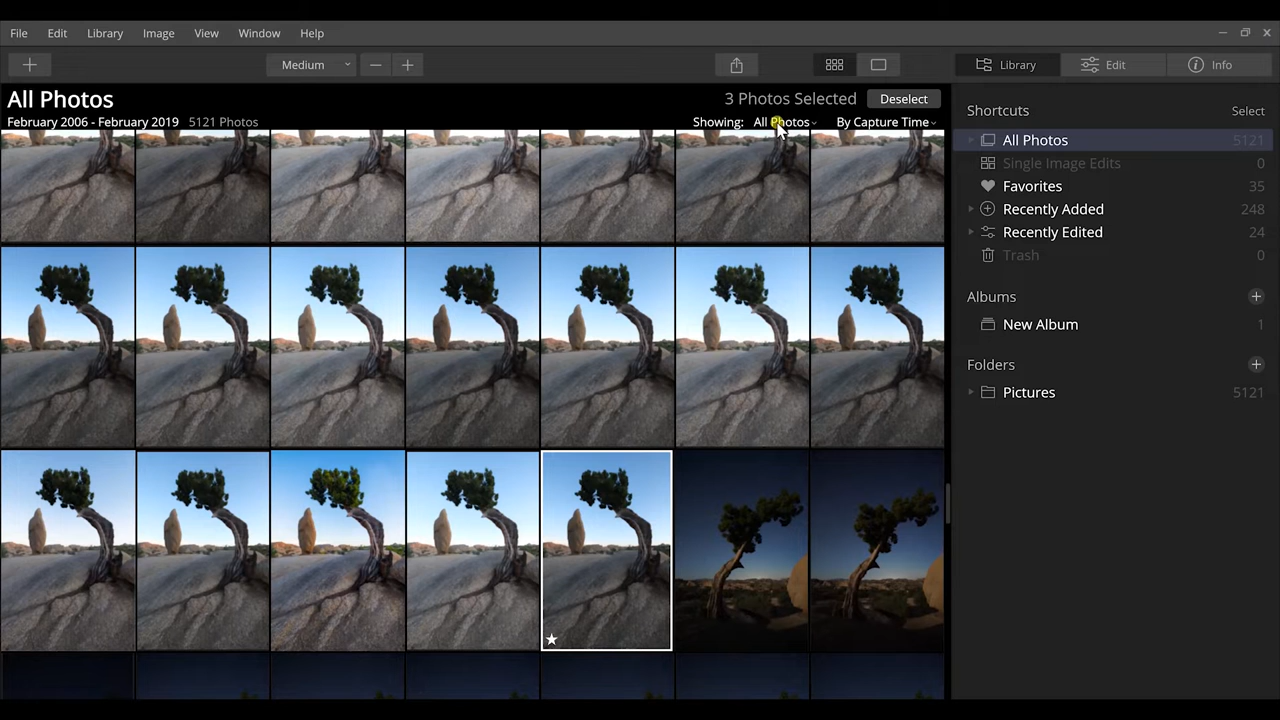 File Edit Library Image View Window Help
Medium
Library Edit Info
All Photos
3 Photos Selected Deselect
February 2006 - February 2019 5121 Photos
Showing: All Photos By Capture Time
Shortcuts Select
All Photos 5121
Single Image Edits 0
Favorites 35
Recently Added 248
Recently Edited 24
Trash 0
Albums
New Album 1
Folders
Pictures 5121